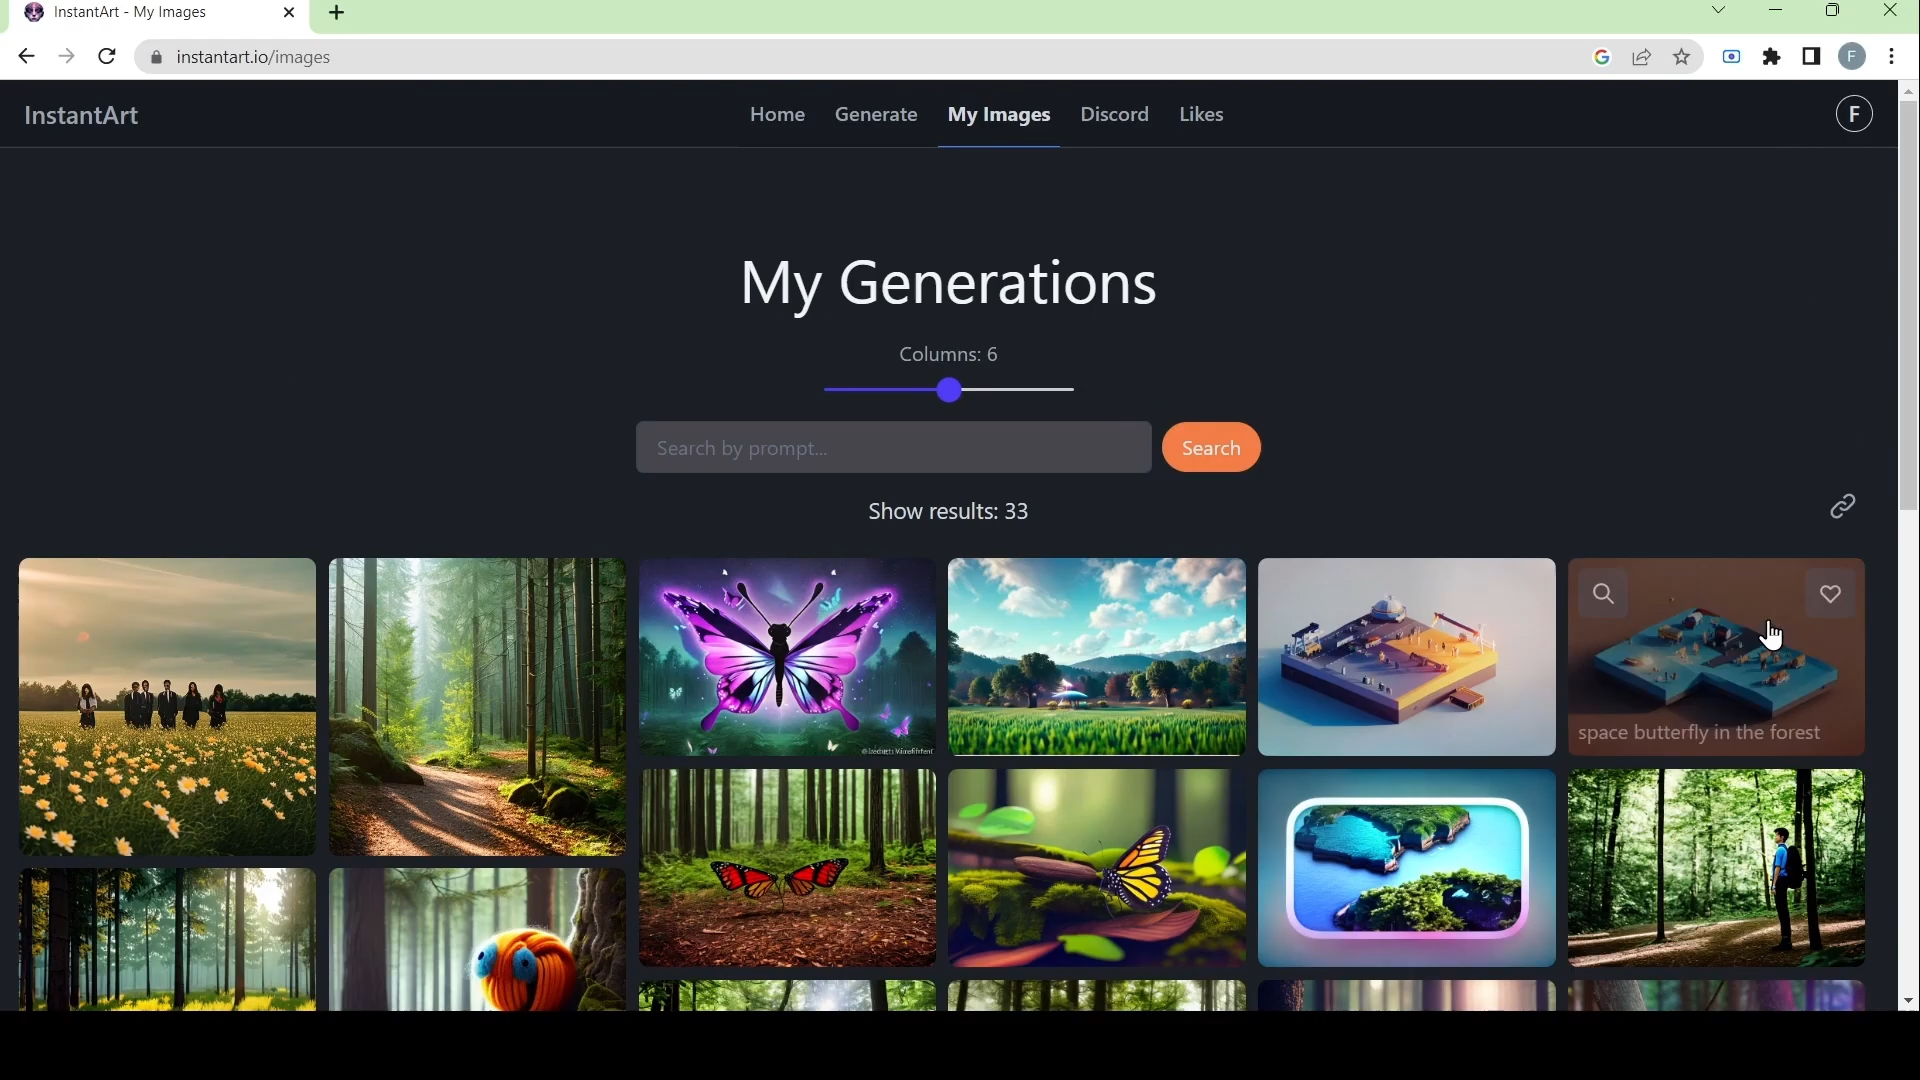 InstantArt - My Images
instantart.io/images
F
InstantArt
Home
Generate
My Images
Discord
Likes
F
My Generations
Columns: 6
Search by prompt...
Search
Show results: 33
space butterfly in the forest